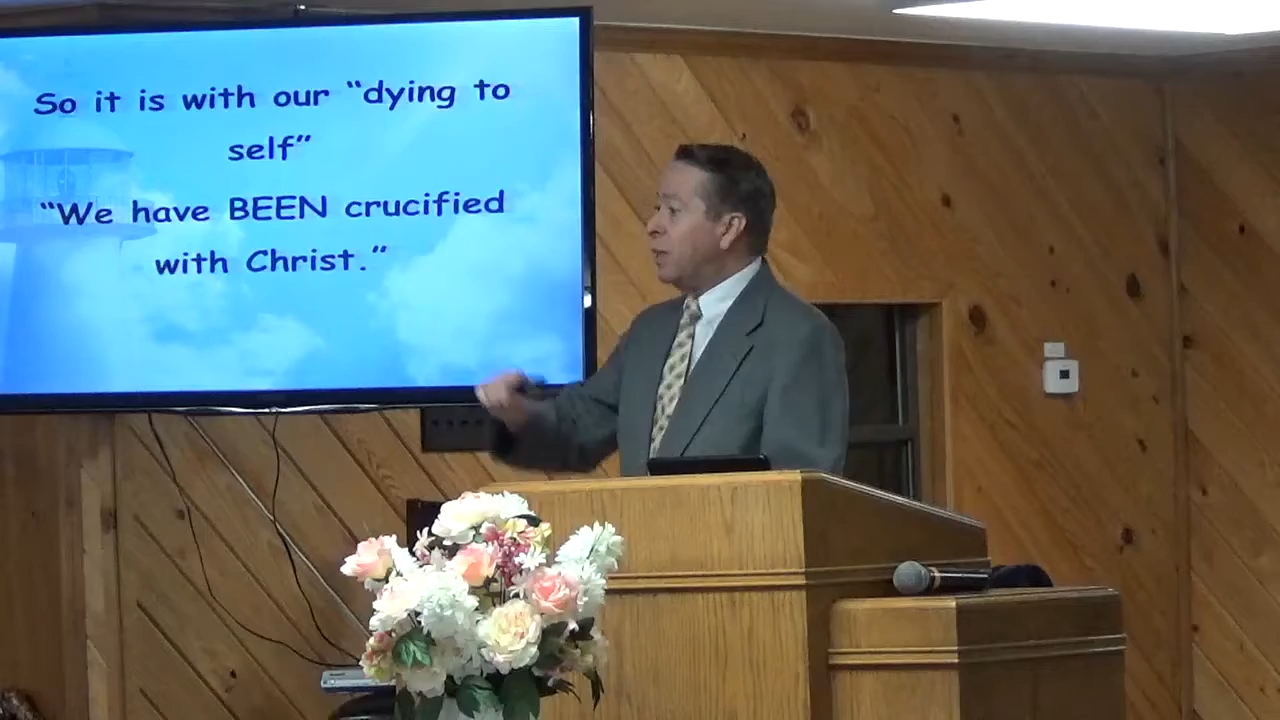 So it is with our “dying to
self”
“We have BEEN crucified
with Christ.”